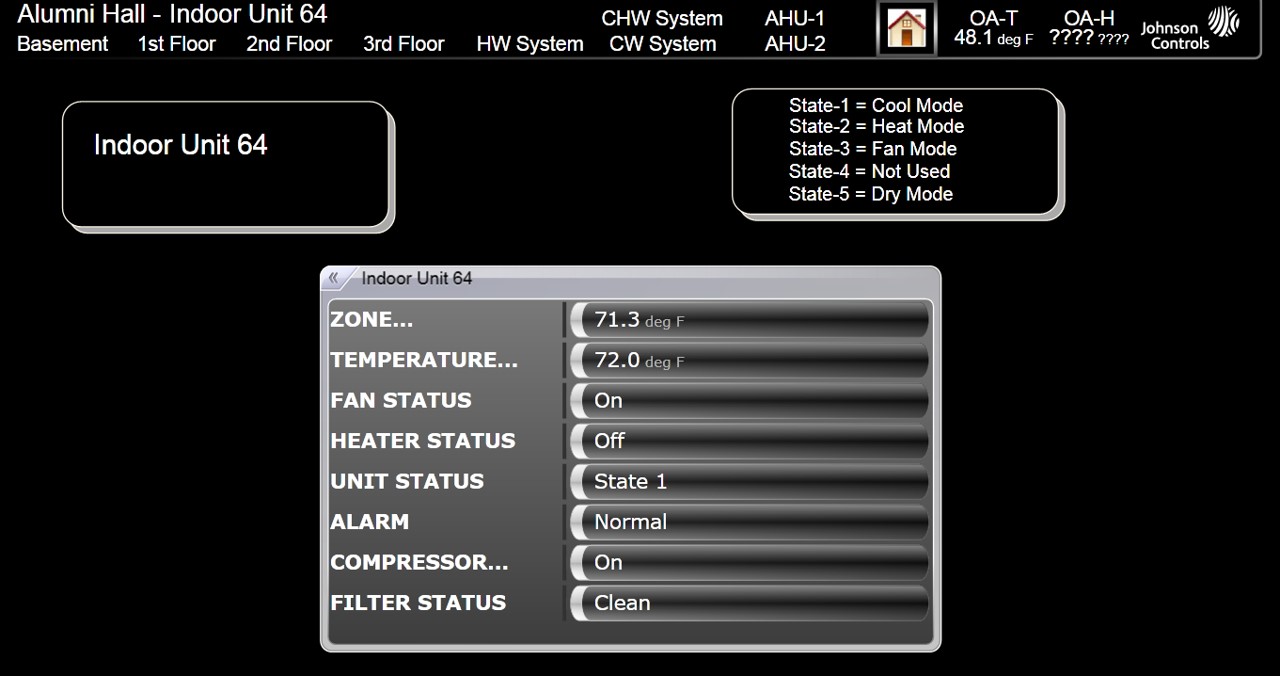 Alumni Hall - Indoor Unit 64
Basement 1st Floor 2nd Floor 3rd Floor HW System
CHW System
CW System
AHU-1
AHU-2
OA-T
48.1 deg F
OA-H
???? ????
Johnson
Controls
Indoor Unit 64
State-1 = Cool Mode
State-2 = Heat Mode
State-3 = Fan Mode
State-4 = Not Used
State-5 = Dry Mode
« Indoor Unit 64
ZONE... 71.3 deg F
TEMPERATURE... 72.0 deg F
FAN STATUS On
HEATER STATUS Off
UNIT STATUS State 1
ALARM Normal
COMPRESSOR... On
FILTER STATUS Clean